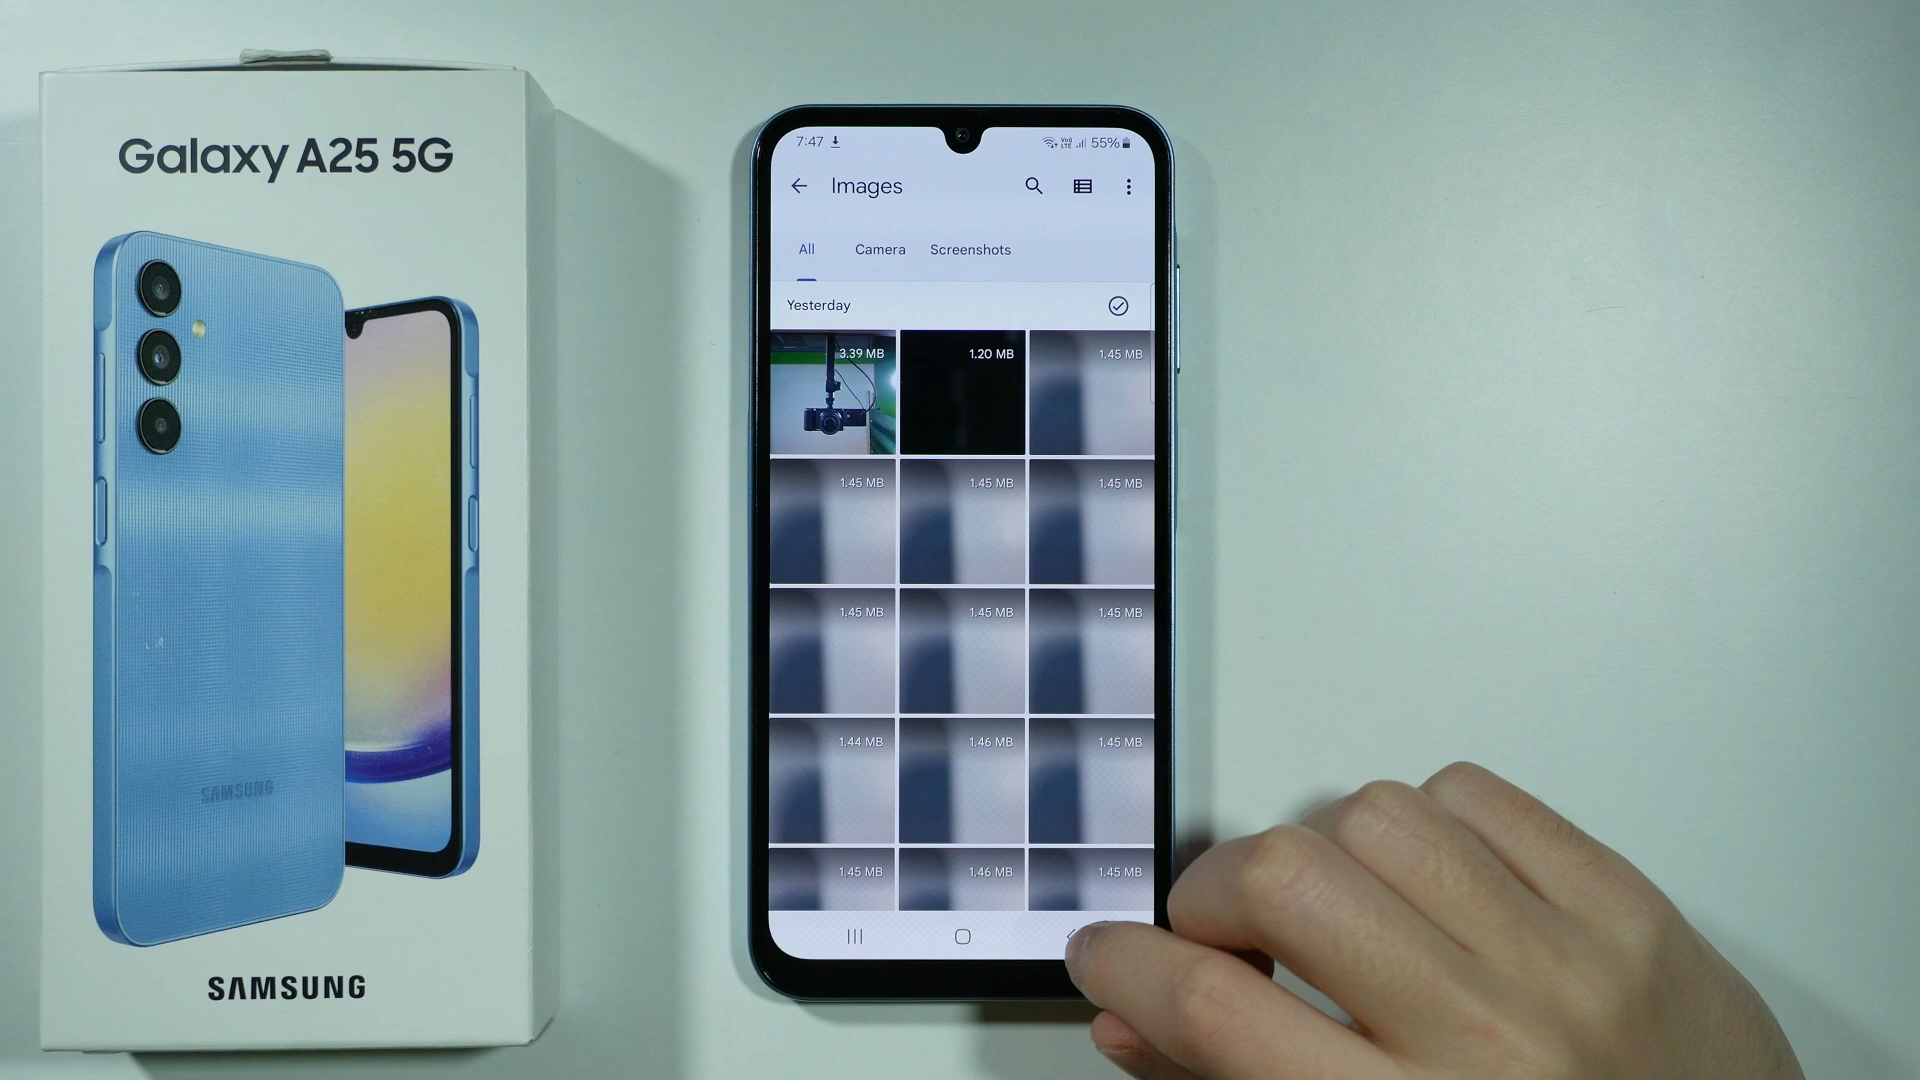 Galaxy A25 5G
SAMSUNG
SAMSUNG
7:47
VoD LTE
55%
Images
All
Camera
Screenshots
Yesterday
3.39 MB
1.20 MB
1.45 MB
1.45 MB
1.45 MB
1.45 MB
1.45 MB
1.45 MB
1.45 MB
1.44 MB
1.46 MB
1.45 MB
1.45 MB
1.46 MB
1.45 MB